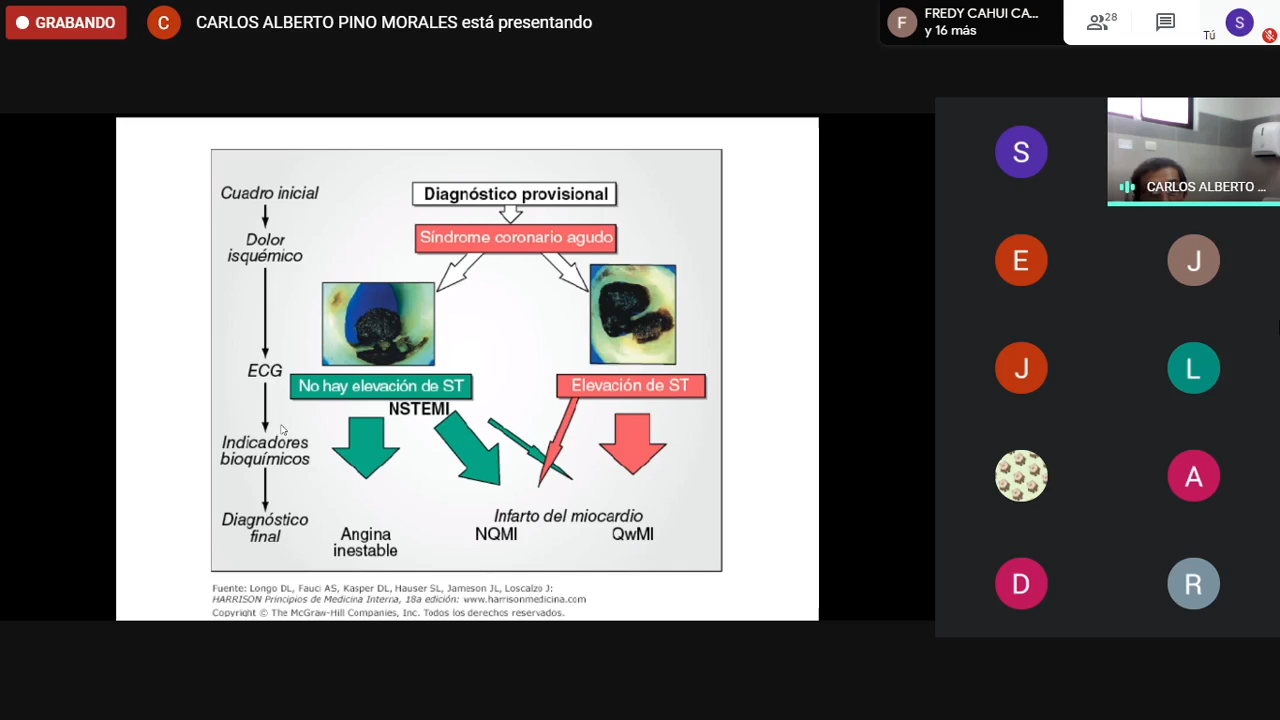 GRABANDO
C
CARLOS ALBERTO PINO MORALES está presentando
F
FREDY CAHUI CA...
y 16 más
28
Tú
S
Cuadro inicial
Dolor
isquémico
ECG
Indicadores
bioquímicos
Diagnóstico
final
Diagnóstico provisional
Síndrome coronario agudo
No hay elevación de ST
NSTEMI
Elevación de ST
Angina
inestable
Infarto del miocardio
NQMI
QwMI
Fuente: Longo DL, Fauci AS, Kasper DL, Hauser SL, Jameson JL, Loscalzo J:
HARRISON Principios de Medicina Interna, 18a edición: www.harrisonmedicina.com
Copyright © The McGraw-Hill Companies, Inc. Todos los derechos reservados.
S
CARLOS ALBERTO ...
E
J
J
L
A
D
R